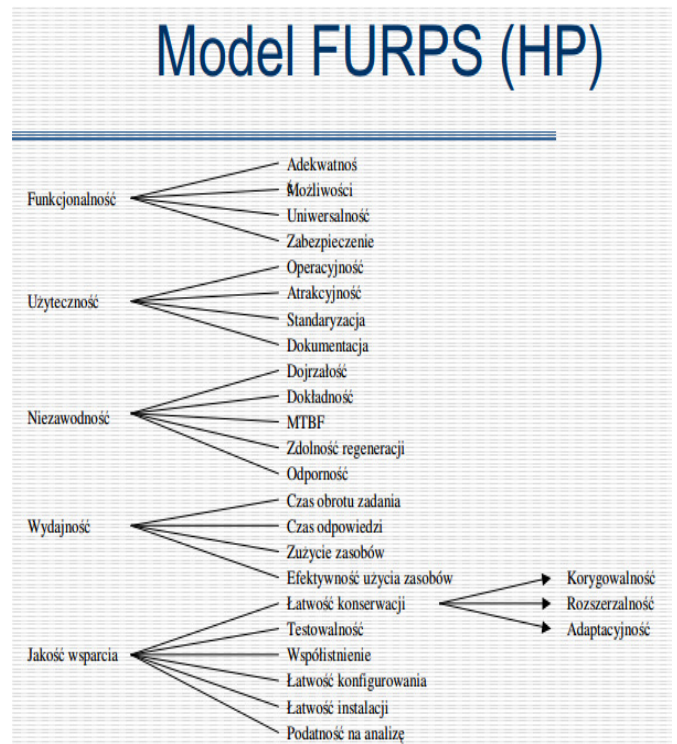 Model FURPS (HP)
Funkcjonalność
Adekwatnoś
ć
Możliwości
Uniwersalność
Zabezpieczenie
Użyteczność
Operacyjność
Atrakcyjność
Standaryzacja
Dokumentacja
Niezawodność
Dojrzałość
Dokładność
MTBF
Zdolność regeneracji
Odporność
Wydajność
Czas obrotu zadania
Czas odpowiedzi
Zużycie zasobów
Efektywność użycia zasobów
Jakość wsparcia
Łatwość konserwacji
Korygowalność
Rozszerzalność
Adaptacyjność
Testowalność
Współistnienie
Łatwość konfigurowania
Łatwość instalacji
Podatność na analizę